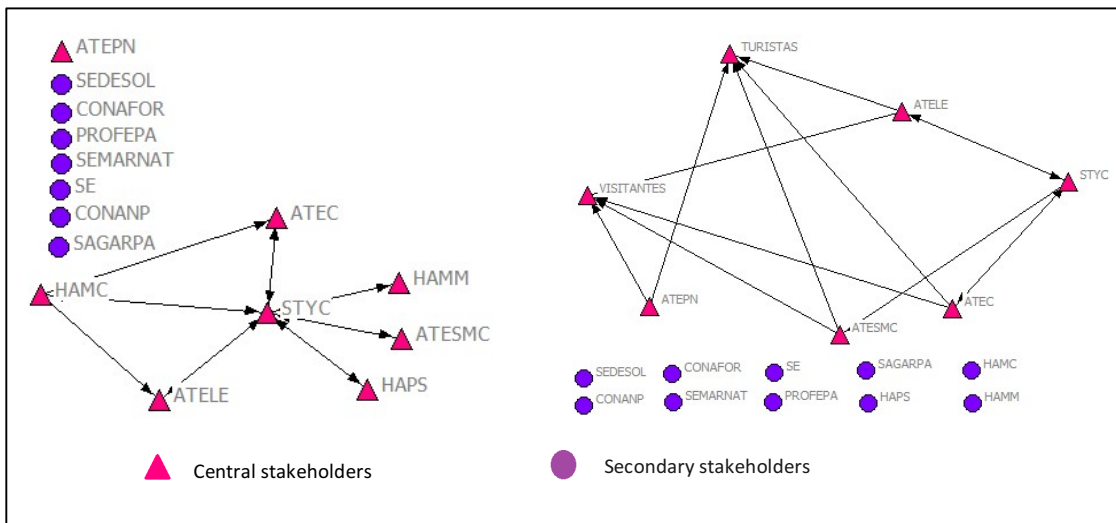 ATEPN
SEDESOL
CONAFOR
PROFEPA
SEMARNAT
SE
CONANP
SAGARPA
ATEC
HAMC
HAMM
STYC
ATESMC
ATELE
HAPS
TURISTAS
ATELE
STYC
VISITANTES
ATEPN
ATEC
ATESMC
SEDESOL
CONAFOR
SE
SAGARPA
HAMC
CONANP
SEMARNAT
PROFEPA
HAPS
HAMM
Central stakeholders
Secondary stakeholders